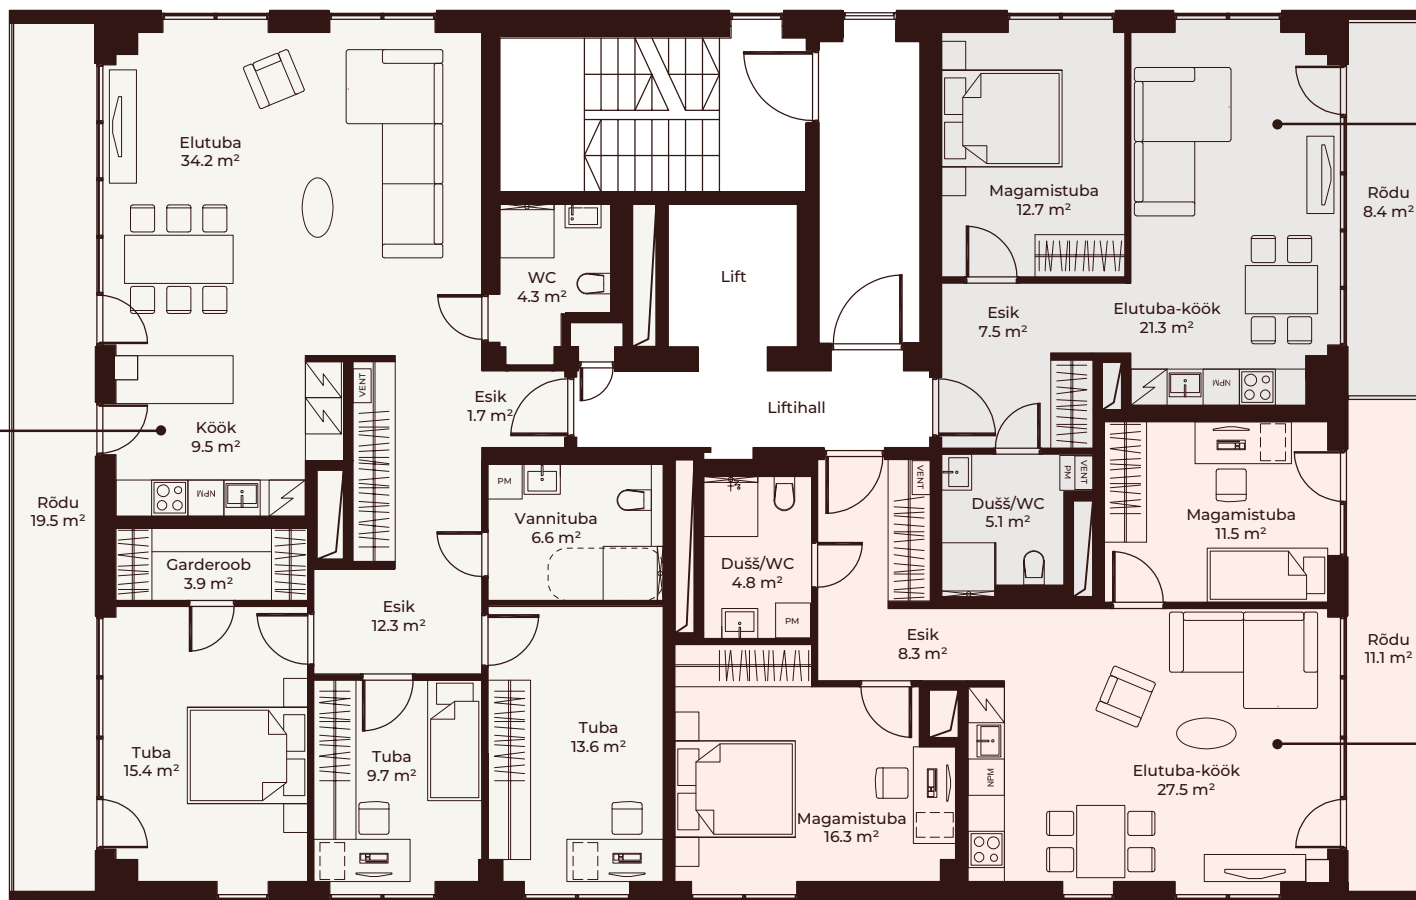 Elutuba
34.2 m²
WC
4.3 m²
Lift
Magamistuba
12.7 m²
Rõdu
8.4 m²
Esik
7.5 m²
Elutuba-köök
21.3 m²
NPM
VENT
Esik
1.7 m²
Liftihall
Köök
9.5 m²
NPM
Rõdu
19.5 m²
Garderoob
3.9 m²
PM
Vannituba
6.6 m²
VENT
Dušš/WC
4.8 m²
PM
Dušš/WC
5.1 m²
PM
VENT
Magamistuba
11.5 m²
Esik
12.3 m²
Esik
8.3 m²
Rõdu
11.1 m²
Tuba
15.4 m²
Tuba
9.7 m²
Tuba
13.6 m²
Magamistuba
16.3 m²
NPM
Elutuba-köök
27.5 m²